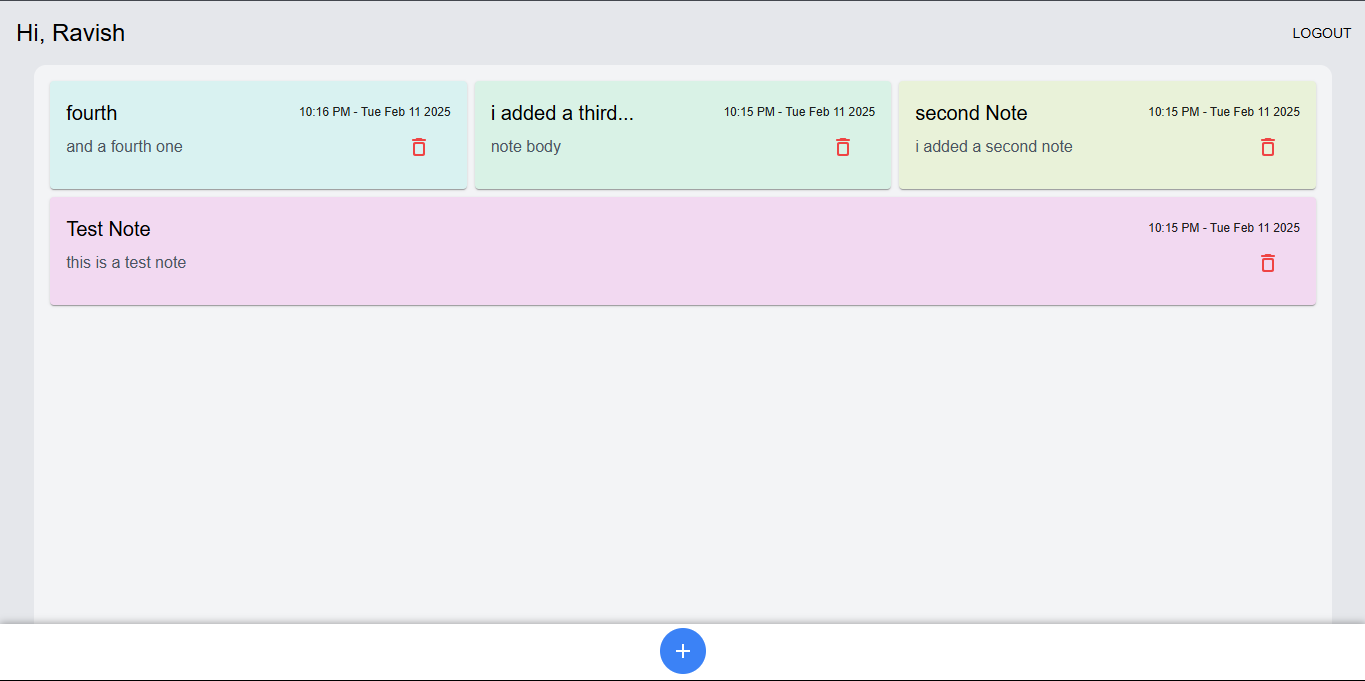 Hi, Ravish
LOGOUT
fourth
10:16 PM - Tue Feb 11 2025
and a fourth one
i added a third...
10:15 PM - Tue Feb 11 2025
note body
second Note
10:15 PM - Tue Feb 11 2025
i added a second note
Test Note
10:15 PM - Tue Feb 11 2025
this is a test note